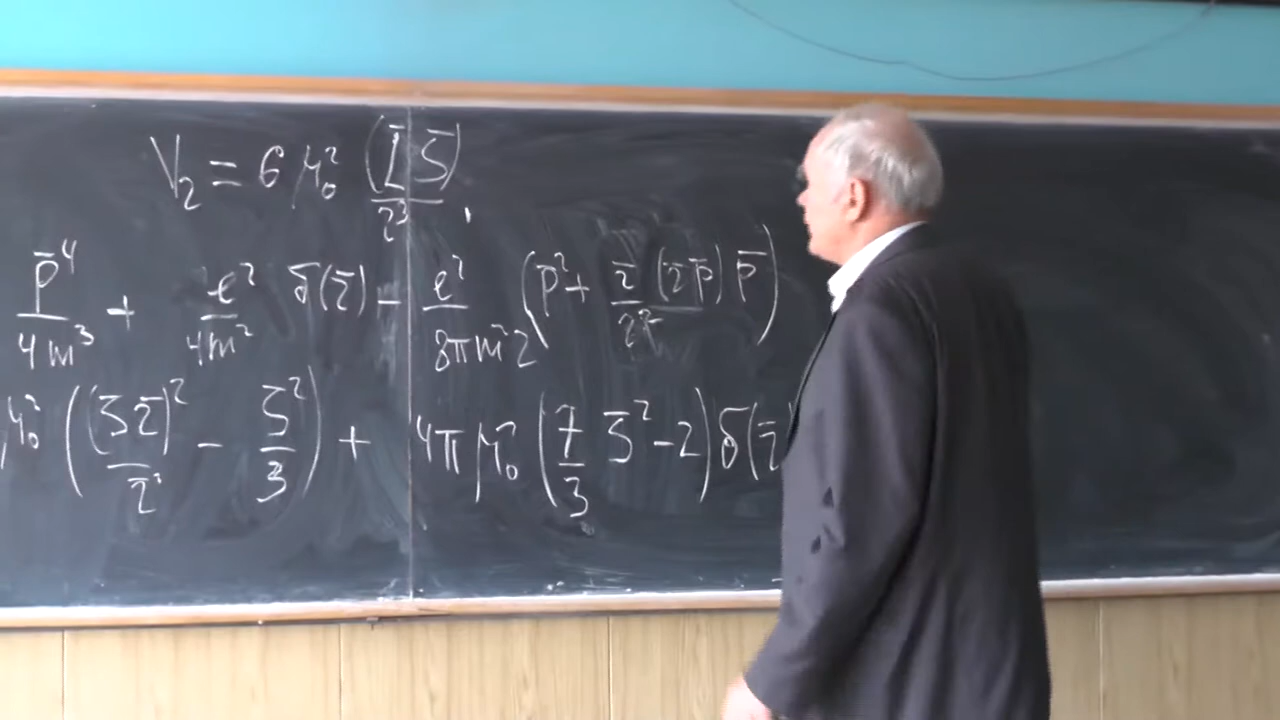 V₂ = 6 μ₀² (L̄ S̄) / r³ ,
p̄⁴ / 4m³ + e² / 4m² δ(r̄) − e² / 8πm²r (p̄² + r̄ (r̄ p̄) p̄ / r²)
μ₀² ((S̄ r̄)² / r² − S̄² / 3) + 4π μ₀² (7/3 S̄² − 2) δ(r̄